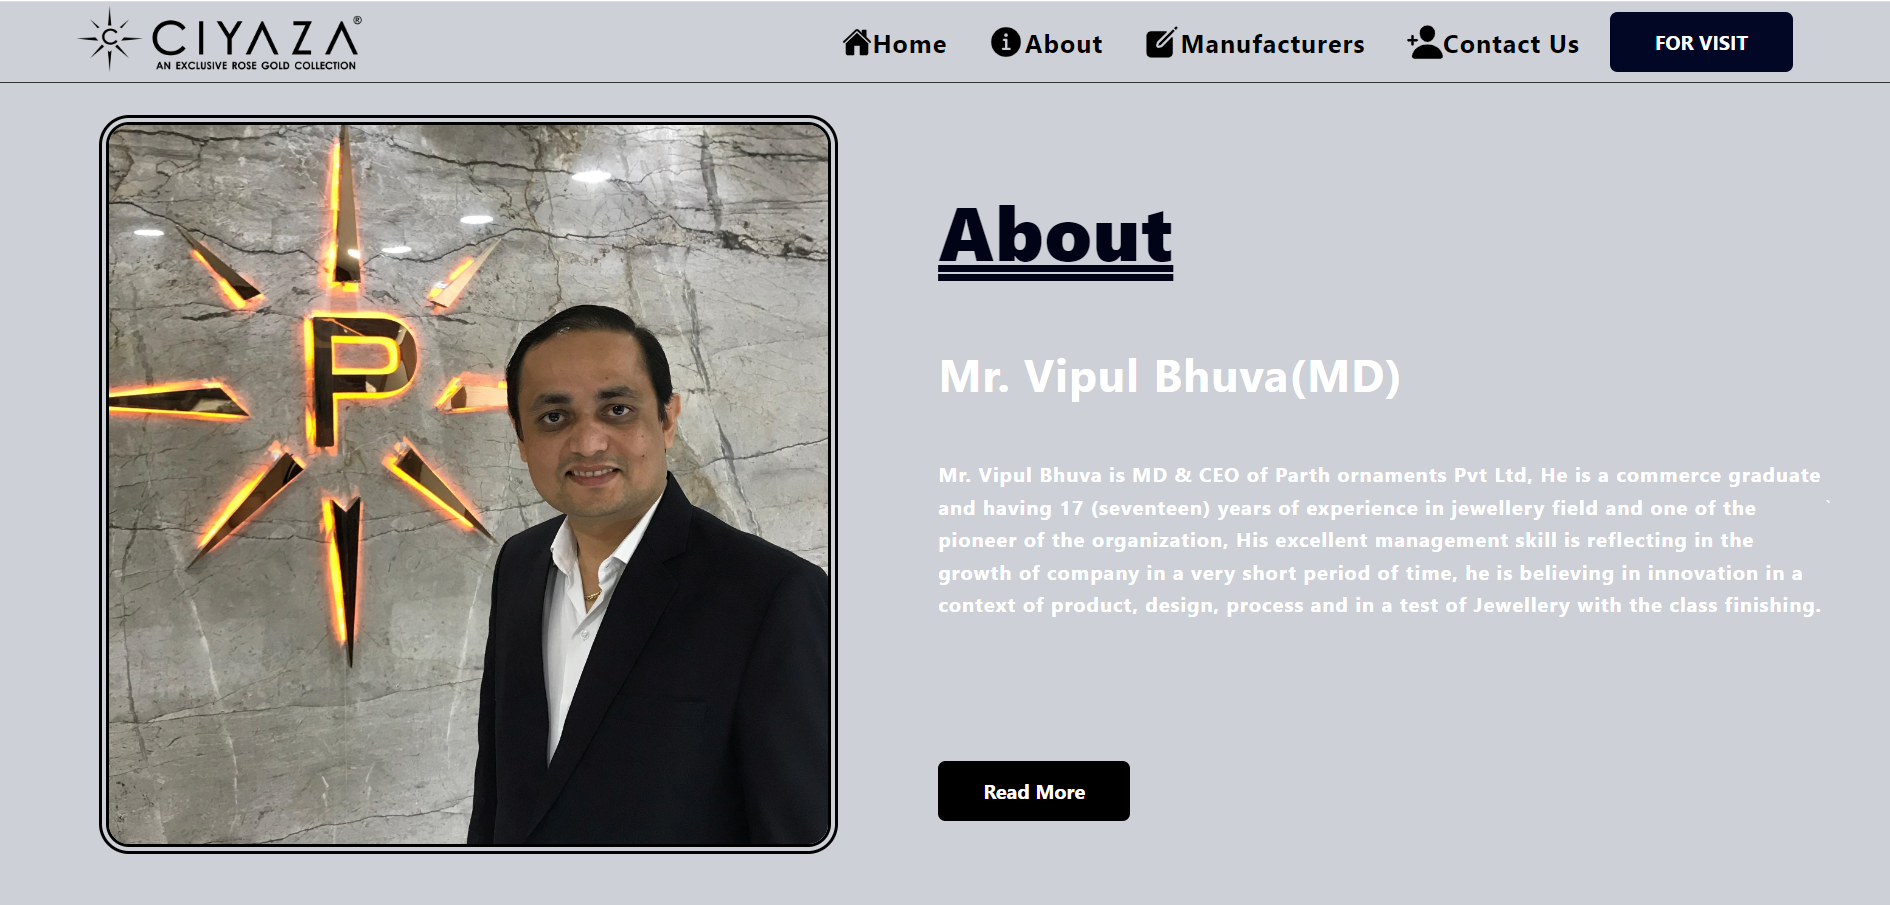 CIYAZA®
AN EXCLUSIVE ROSE GOLD COLLECTION
Home
About
Manufacturers
Contact Us
FOR VISIT
P
About
Mr. Vipul Bhuva(MD)
Mr. Vipul Bhuva is MD & CEO of Parth ornaments Pvt Ltd, He is a commerce graduate
and having 17 (seventeen) years of experience in jewellery field and one of the `
pioneer of the organization, His excellent management skill is reflecting in the
growth of company in a very short period of time, he is believing in innovation in a
context of product, design, process and in a test of Jewellery with the class finishing.
Read More